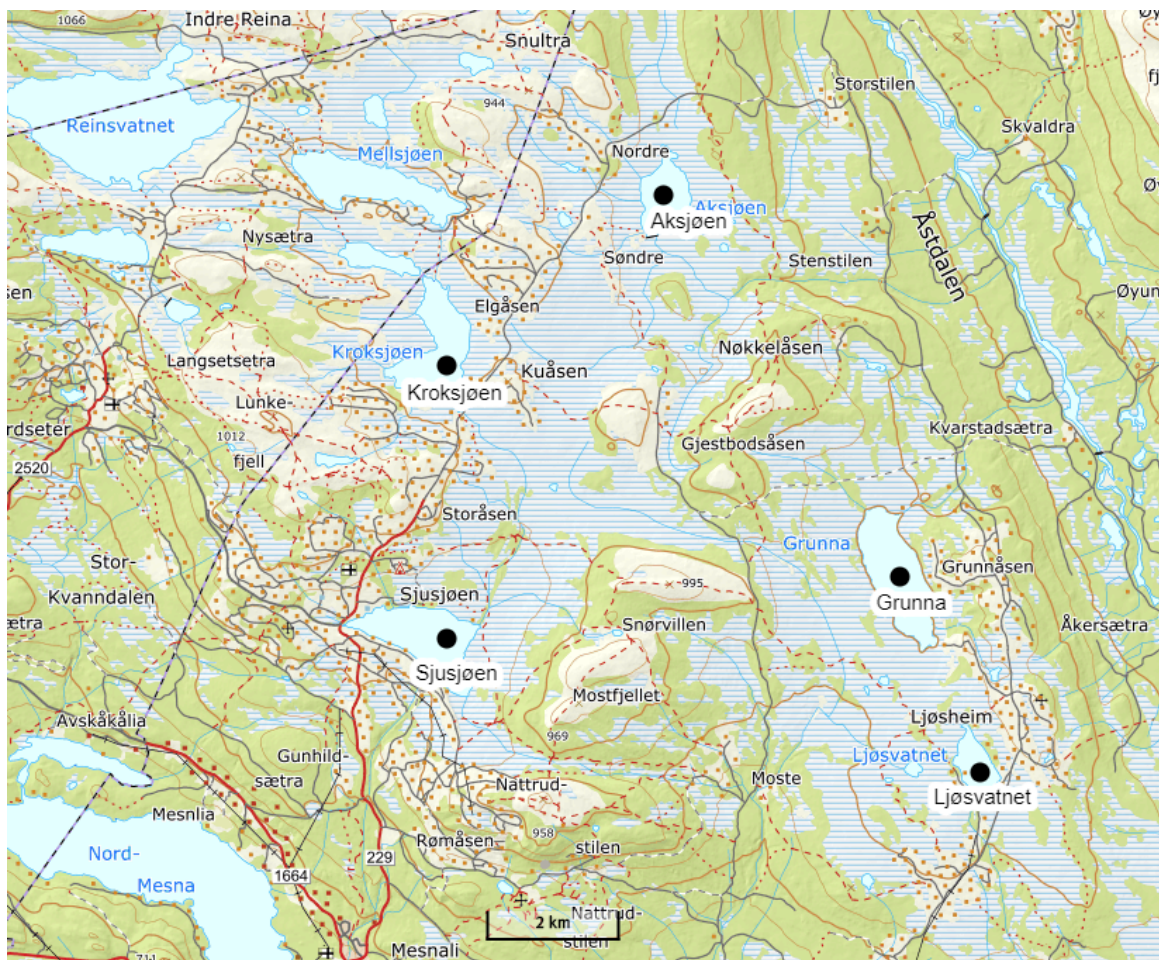 1066
Indre Reina
Snultra
944
Storstilen
Reinsvatnet
Skvaldra
Mellsjøen
Nordre
Aksjøen
Aksjøen
Nysætra
Søndre
Stenstilen
Åstdalen
Elgåsen
Kroksjøen
Langsetsetra
Kuåsen
Nøkkelåsen
Kroksjøen
Lunke-
fjell
1012
rdseter
2520
Gjestbodsåsen
Kvarstadsætra
Storåsen
Grunna
Stor-
Kvanndalen
Sjusjøen
995
Grunnåsen
Grunna
Snørvillen
Åkersætra
Sjusjøen
Mostfjellet
969
Avskåkålia
Gunhild-
sætra
Ljøsheim
Ljøsvatnet
Ljøsvatnet
Moste
Nattrud-
stilen
958
Mesnlia
Rømåsen
Nord-
Mesna
229
1664
2 km
Nattrud-
stilen
Mesnali